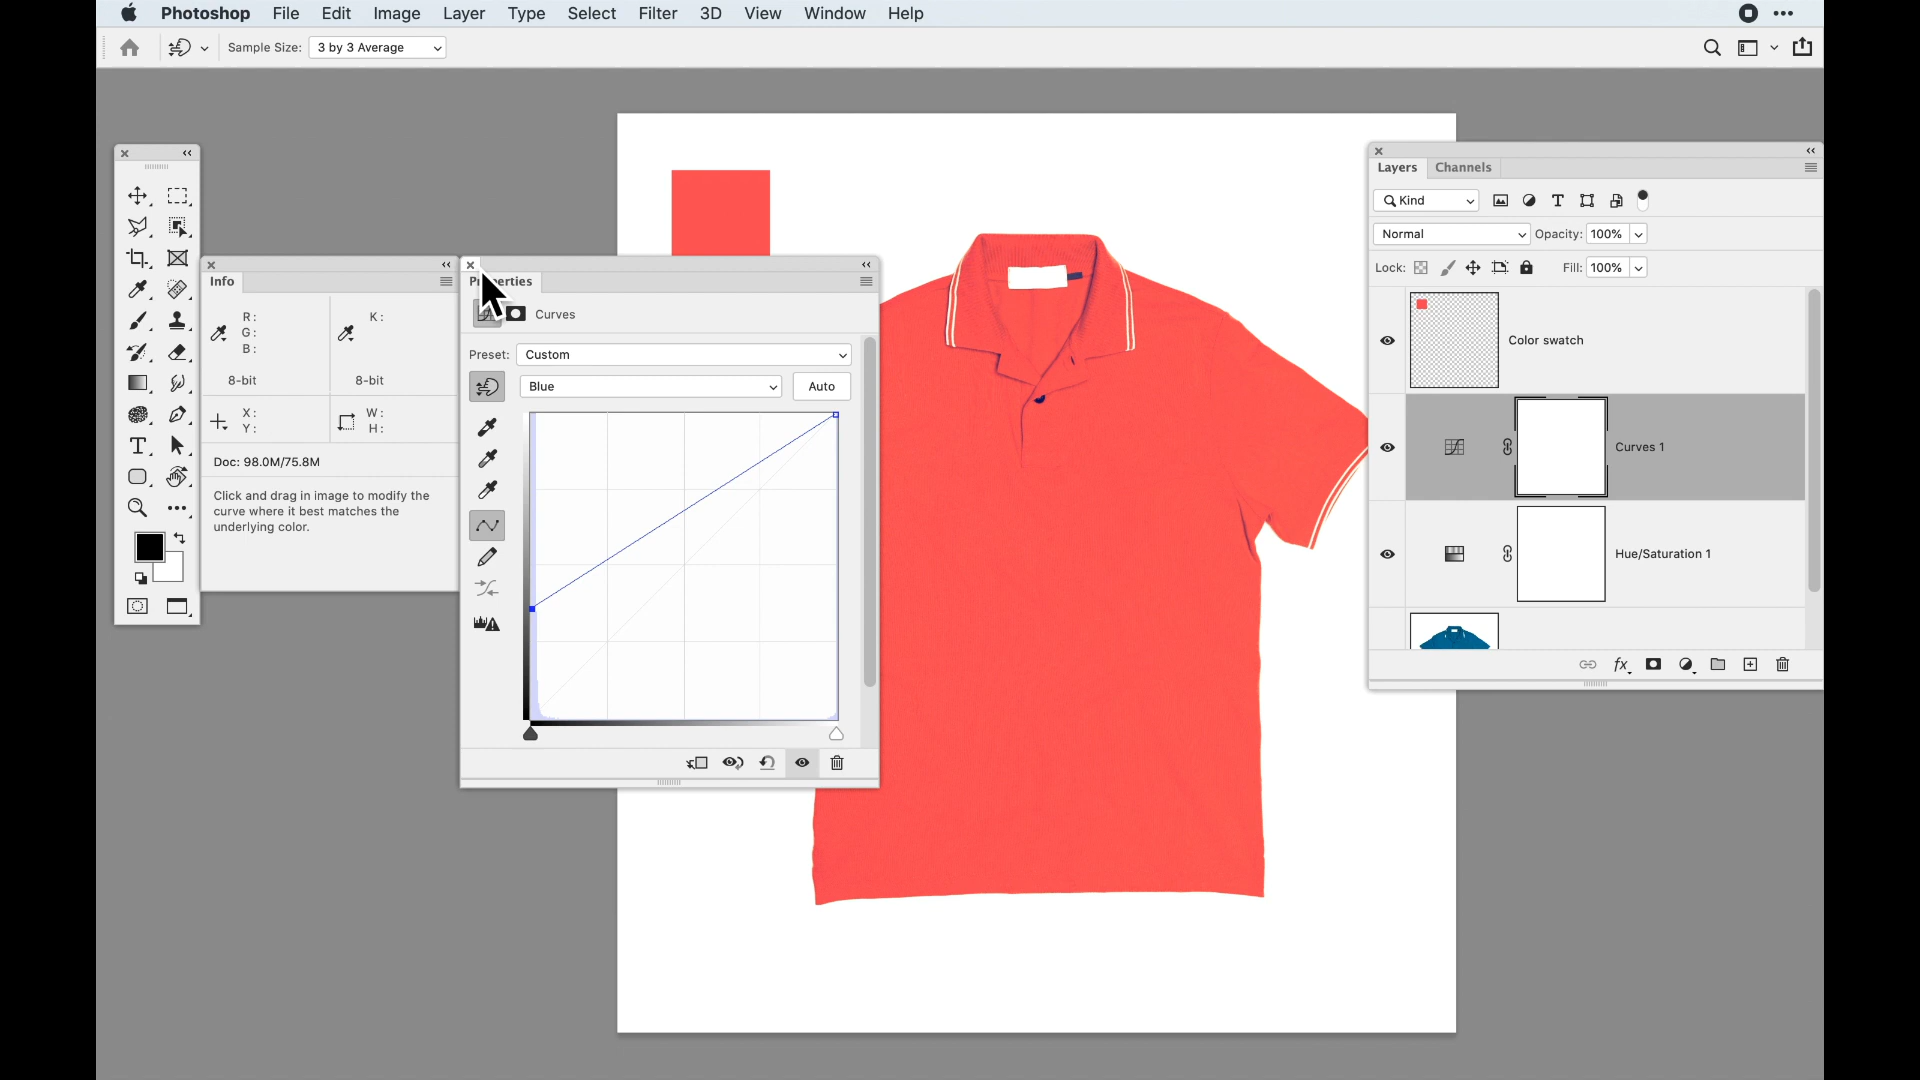 Photoshop File Edit Image Layer Type Select Filter 3D View Window Help
Sample Size: 3 by 3 Average
Info
R:
G:
B:
K:
8-bit
8-bit
X:
Y:
W:
H:
Doc: 98.0M/75.8M
Click and drag in image to modify the
curve where it best matches the
underlying color.
Curves
Preset: Custom
Blue
Auto
Layers Channels
Kind
Normal Opacity: 100%
Lock: Fill: 100%
Color swatch
Curves 1
Hue/Saturation 1
fx